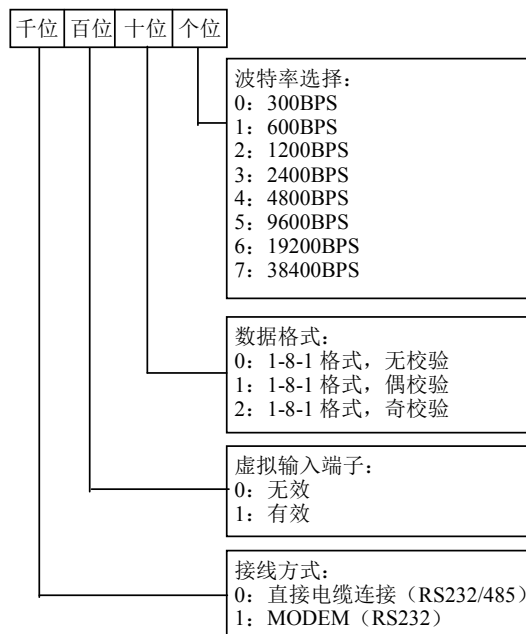 千位 百位 十位 个位
波特率选择：
0：300BPS
1：600BPS
2：1200BPS
3：2400BPS
4：4800BPS
5：9600BPS
6：19200BPS
7：38400BPS
数据格式：
0：1-8-1 格式，无校验
1：1-8-1 格式，偶校验
2：1-8-1 格式，奇校验
虚拟输入端子：
0：无效
1：有效
接线方式：
0：直接电缆连接（RS232/485）
1：MODEM（RS232）